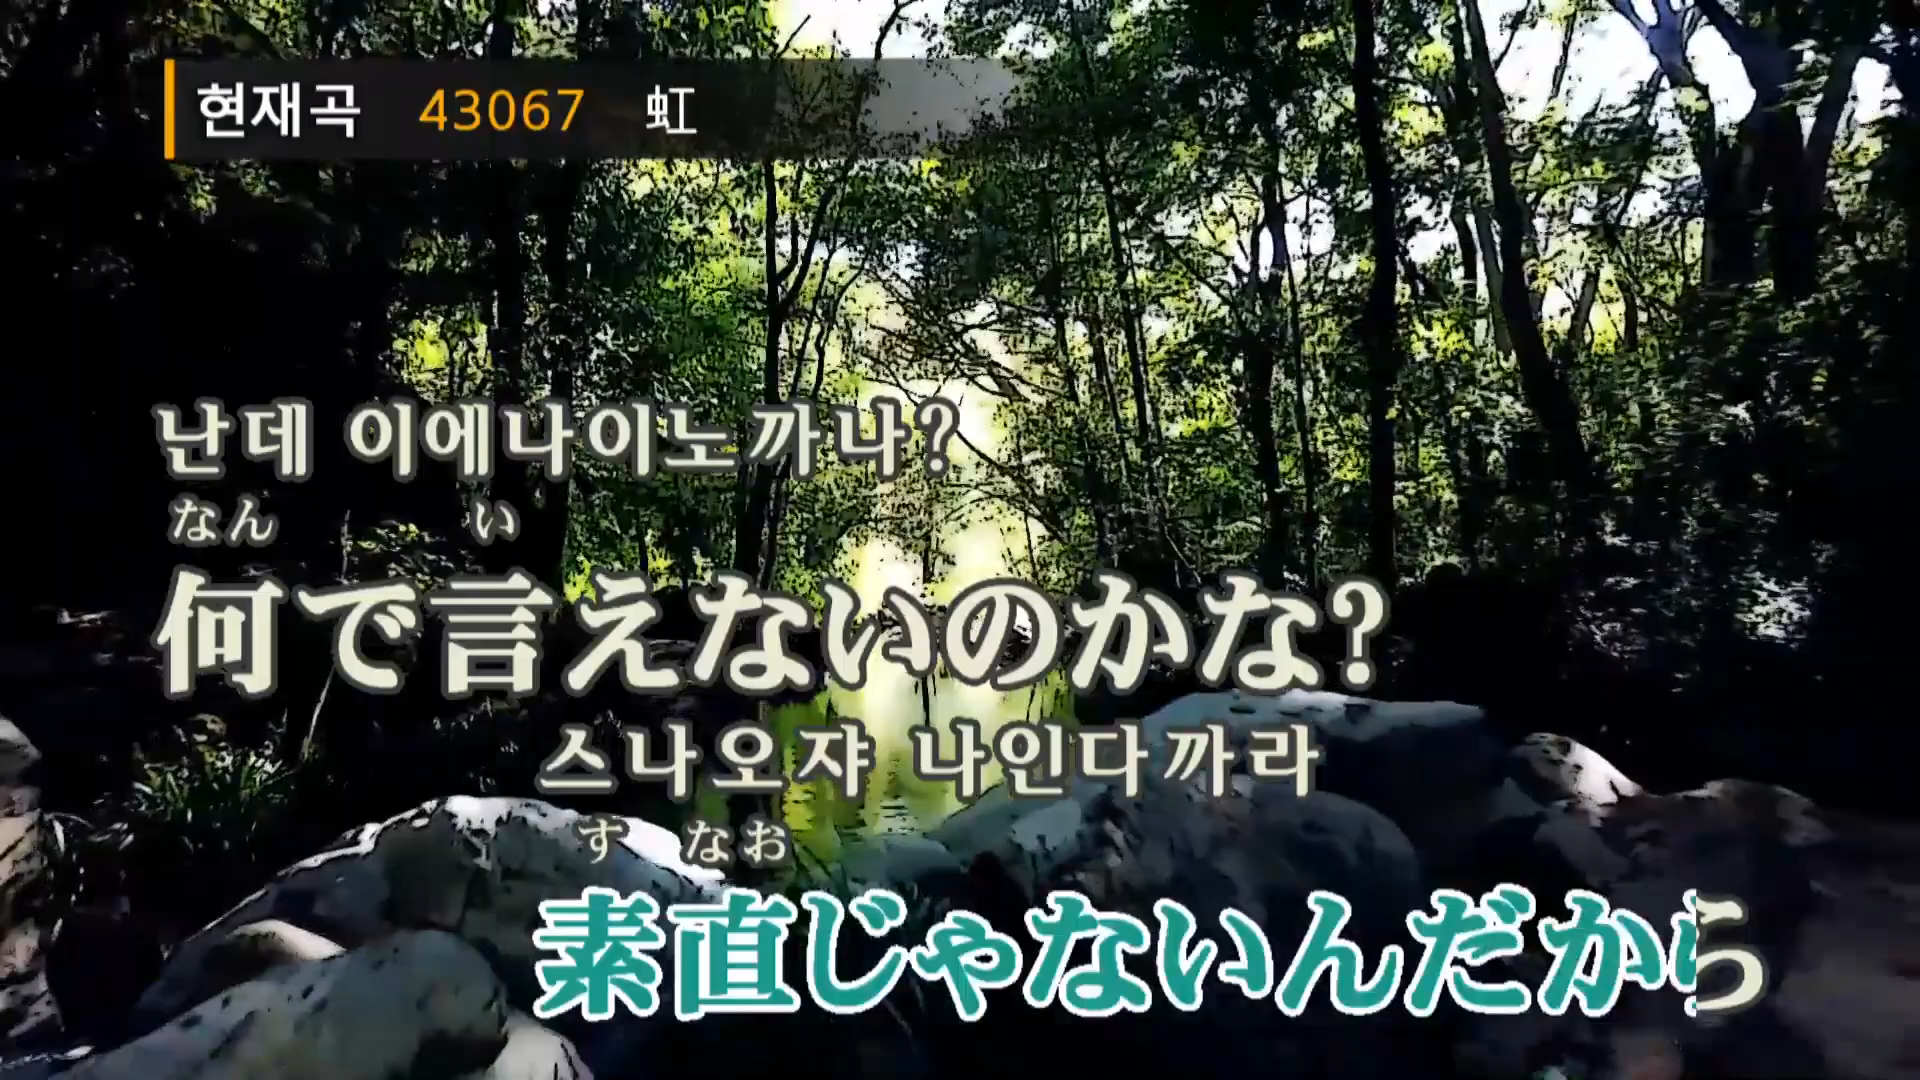 현재곡 43067 虹
난데 이에나이노까나?
なん い
何で言えないのかな?
스나오쟈 나인다까라
す なお
素直じゃないんだから